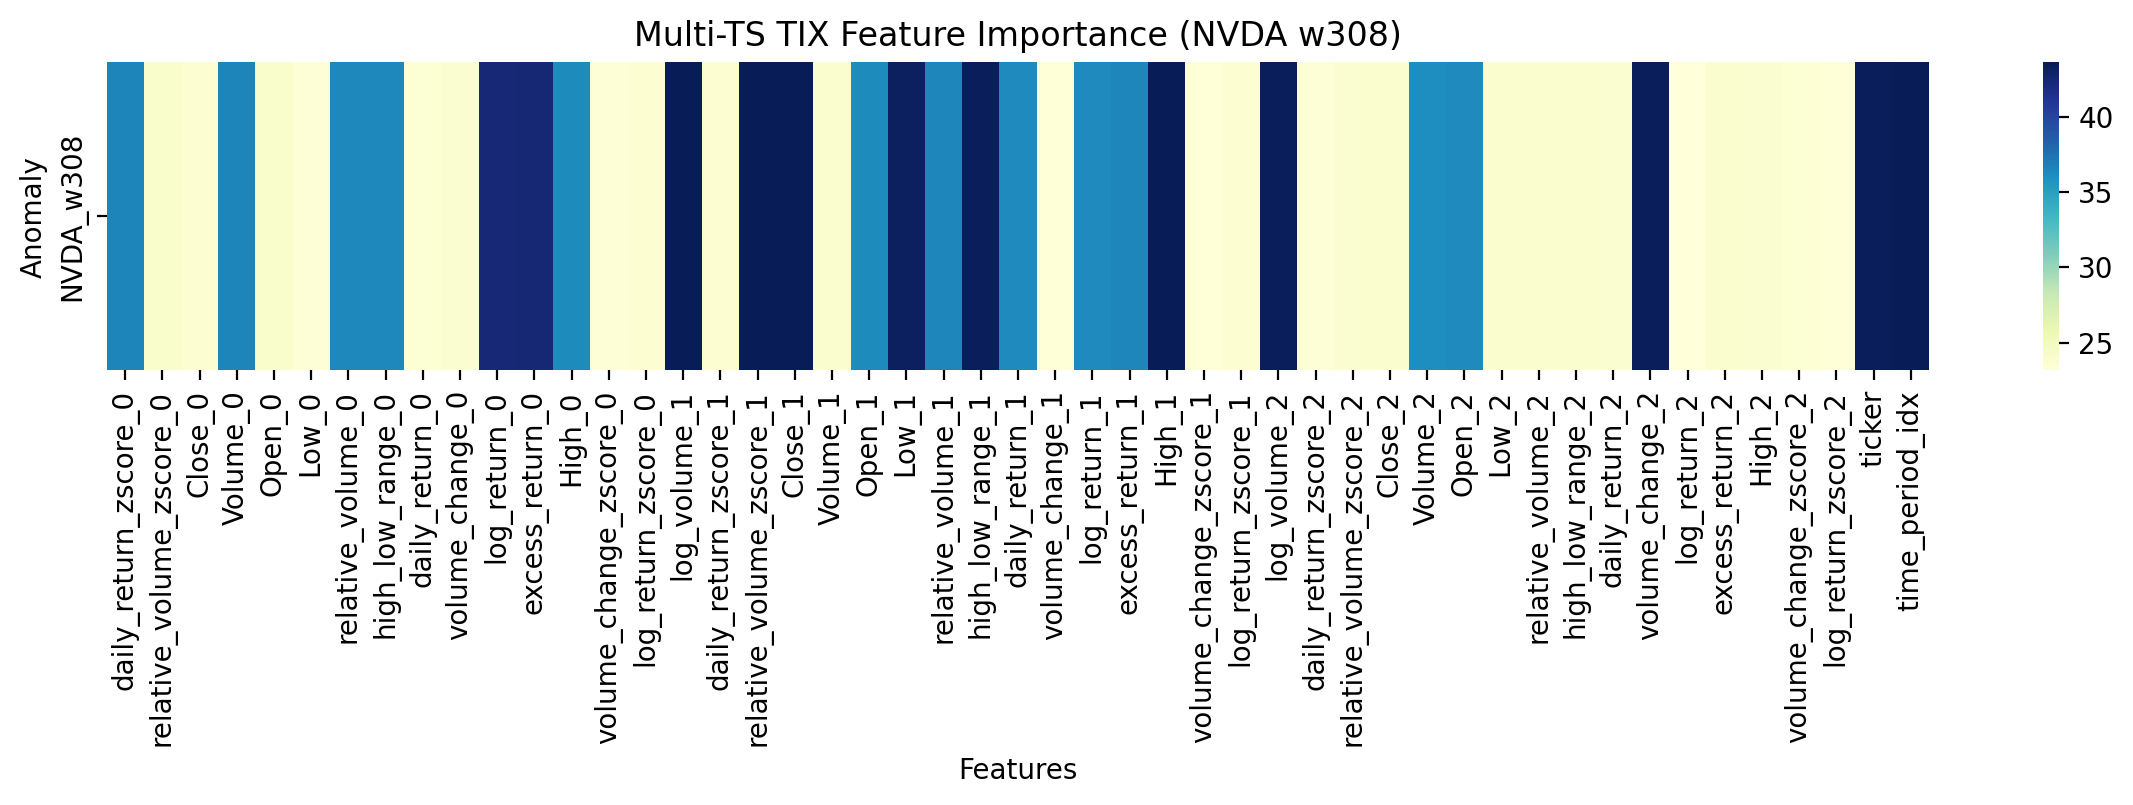 Multi-TS TIX Feature Importance (NVDA w308)
Anomaly
NVDA_w308
40
35
30
25
daily_return_zscore_0
relative_volume_zscore_0
Close_0
Volume_0
Open_0
Low_0
relative_volume_0
high_low_range_0
daily_return_0
volume_change_0
log_return_0
excess_return_0
High_0
volume_change_zscore_0
log_return_zscore_0
log_volume_1
daily_return_zscore_1
relative_volume_zscore_1
Close_1
Volume_1
Open_1
Low_1
relative_volume_1
high_low_range_1
daily_return_1
volume_change_1
log_return_1
excess_return_1
High_1
volume_change_zscore_1
log_return_zscore_1
log_volume_2
daily_return_zscore_2
relative_volume_zscore_2
Close_2
Volume_2
Open_2
Low_2
relative_volume_2
high_low_range_2
daily_return_2
volume_change_2
log_return_2
excess_return_2
High_2
volume_change_zscore_2
log_return_zscore_2
ticker
time_period_idx
Features